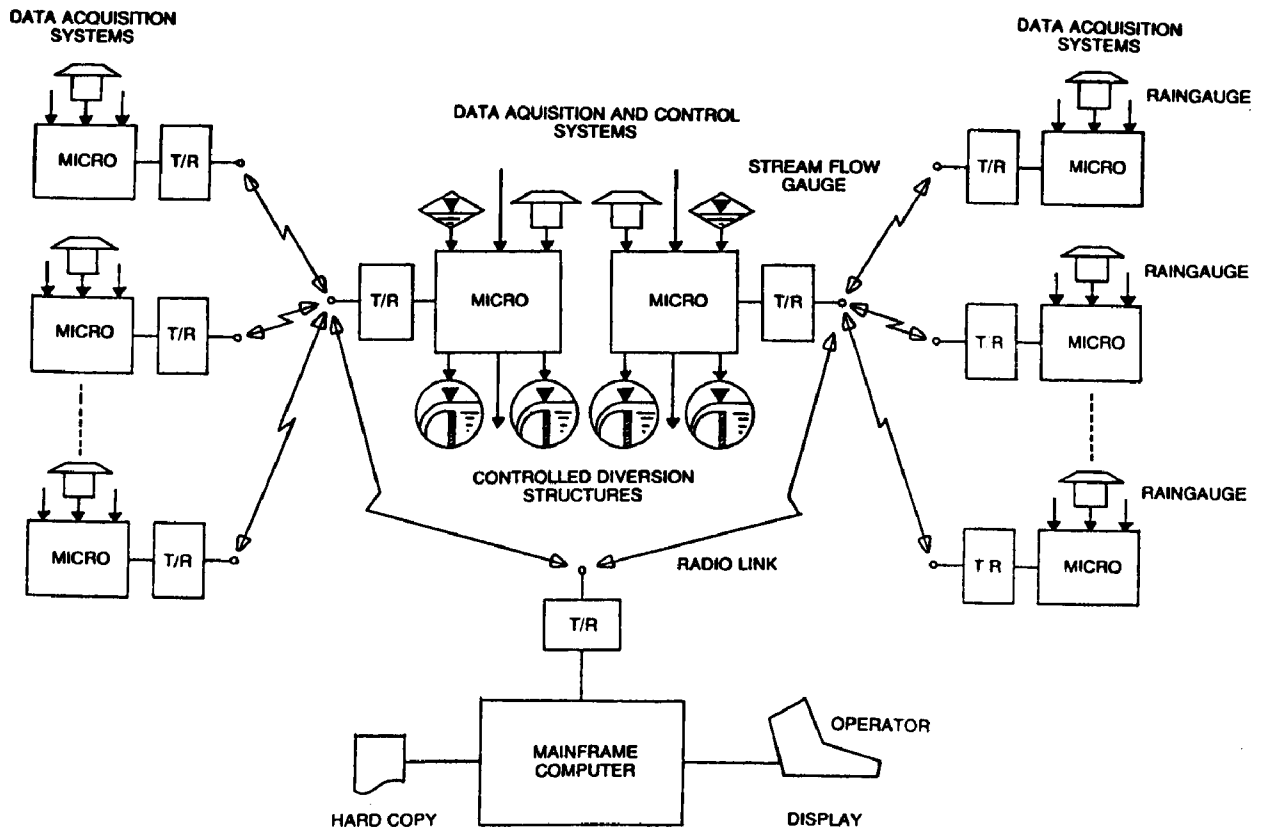 DATA ACQUISITION
SYSTEMS
DATA ACQUISITION
SYSTEMS
DATA AQUISITION AND CONTROL
SYSTEMS
RAINGAUGE
MICRO
T/R
T/R
MICRO
STREAM FLOW
GAUGE
RAINGAUGE
T/R
MICRO
MICRO
T/R
MICRO
T/R
T R
MICRO
CONTROLLED DIVERSION
STRUCTURES
RAINGAUGE
MICRO
T/R
RADIO LINK
T R
MICRO
T/R
MAINFRAME
COMPUTER
OPERATOR
HARD COPY
DISPLAY